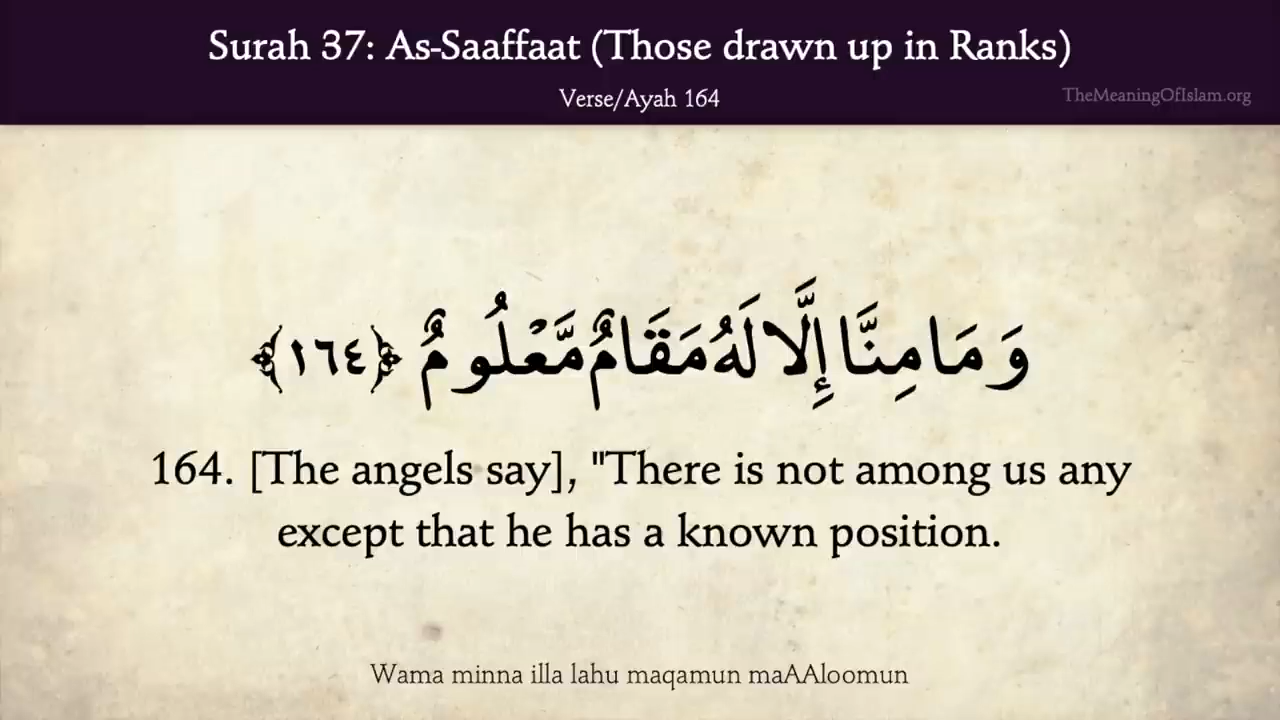 Surah 37: As-Saaffaat (Those drawn up in Ranks)
Verse/Ayah 164
TheMeaningOfIslam.org
وَمَا مِنَّا إِلَّا لَهُ مَقَامٌ مَّعْلُومٌ ﴿١٦٤﴾
164. [The angels say], "There is not among us any
except that he has a known position.
Wama minna illa lahu maqamun maAAloomun